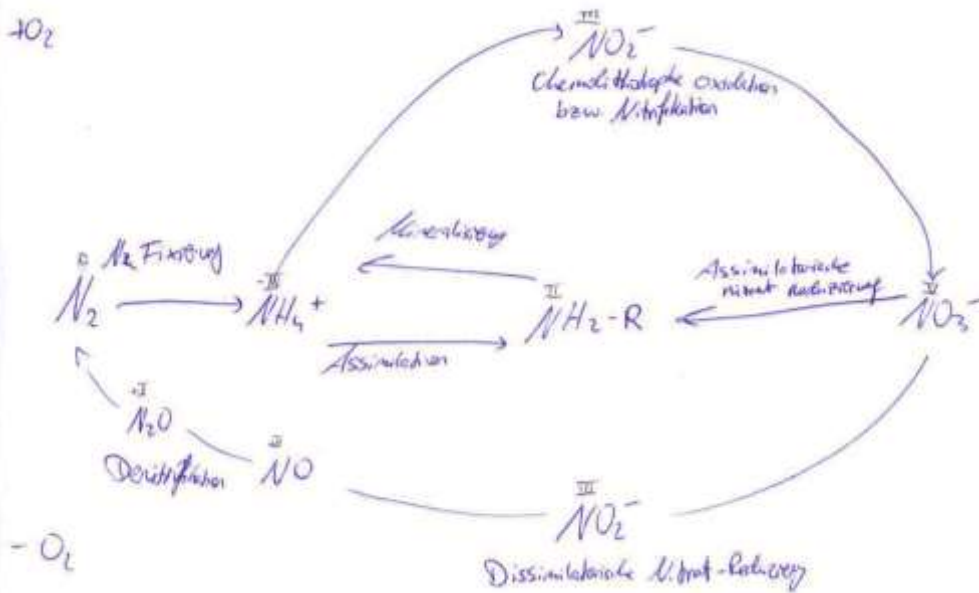 +O₂
III
NO₂⁻
Chemolithotrophe Oxidation
bzw. Nitrifikation
Mineralisierung
Assimilatorische
nitrat Reduzierung
0
N₂ Fixierung
N₂
-III
NH₄⁺
NH₂-R
V
NO₃⁻
Assimilation
+I
N₂O
II
NO
Denitrifikation
III
NO₂⁻
- O₂
Dissimilatorische Nitrat-Reduzierung